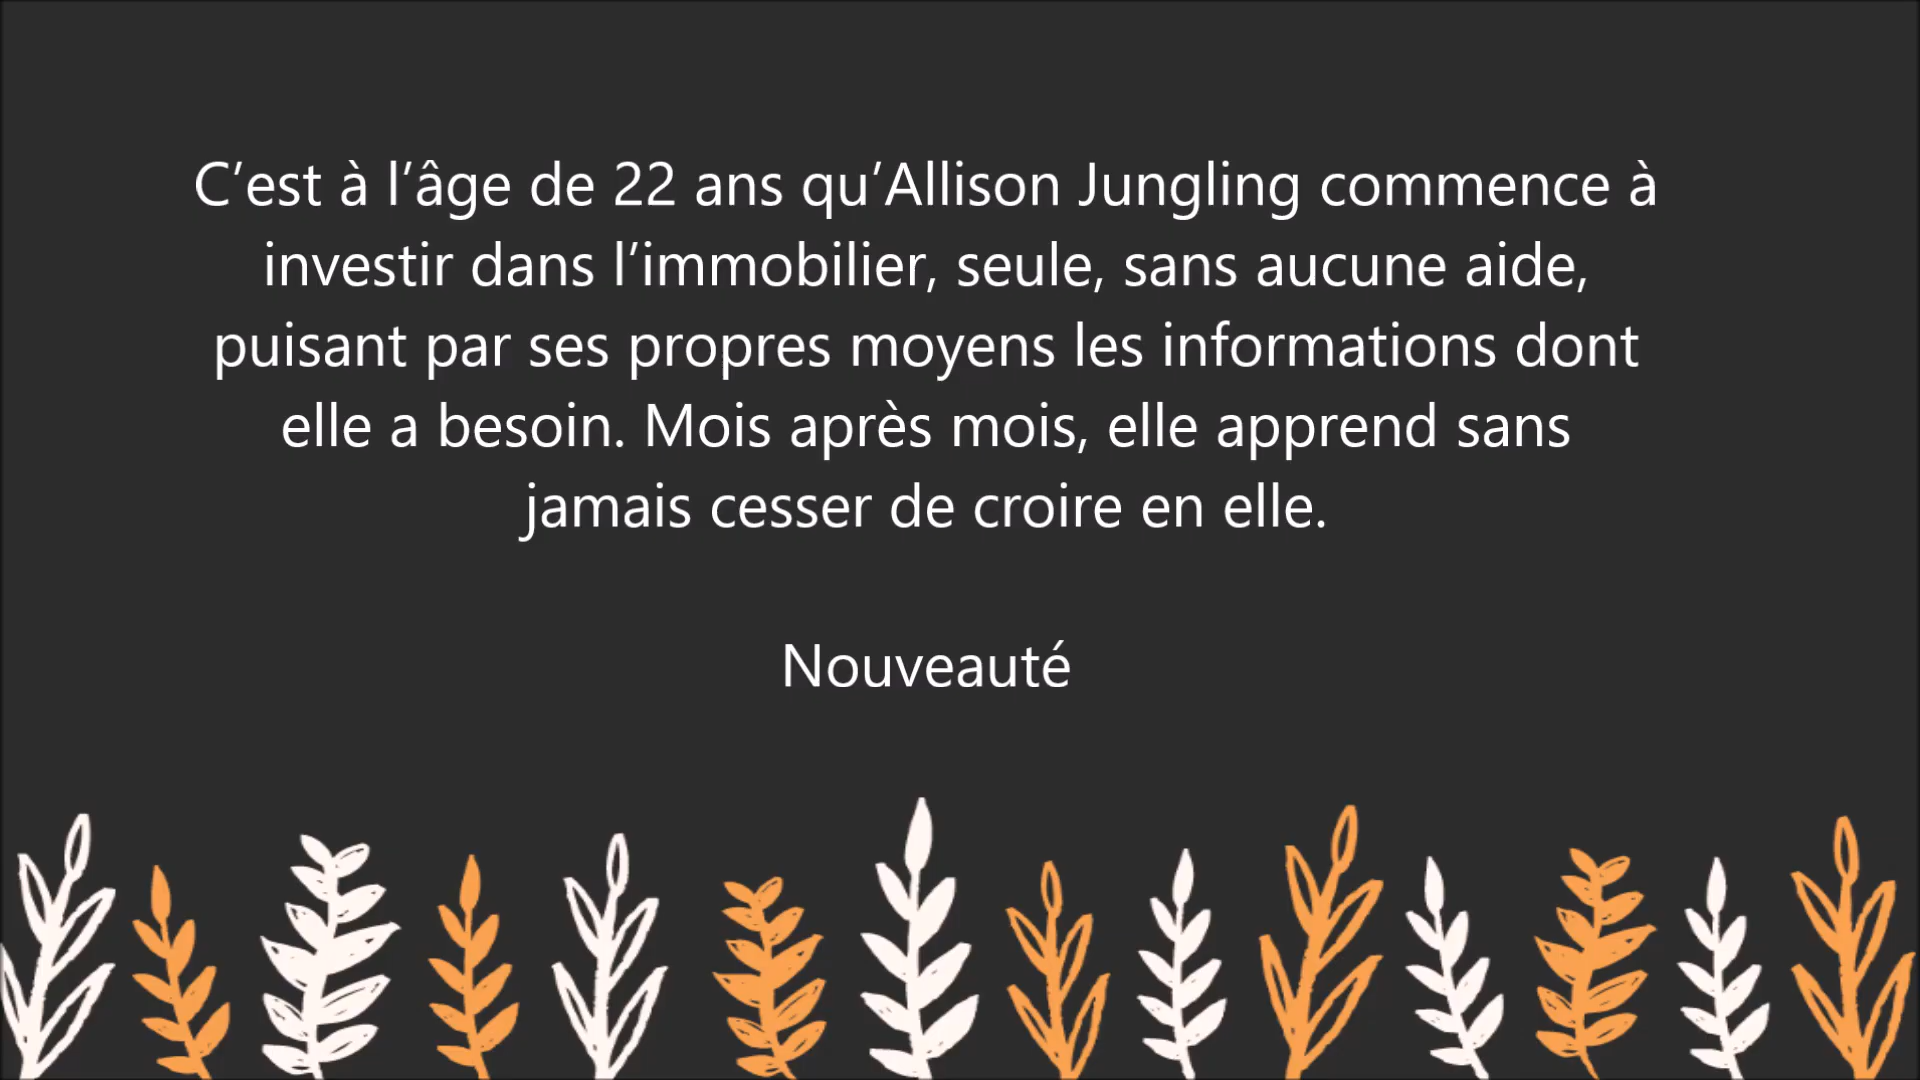 C’est à l’âge de 22 ans qu’Allison Jungling commence à
investir dans l’immobilier, seule, sans aucune aide,
puisant par ses propres moyens les informations dont
elle a besoin. Mois après mois, elle apprend sans
jamais cesser de croire en elle.
Nouveauté